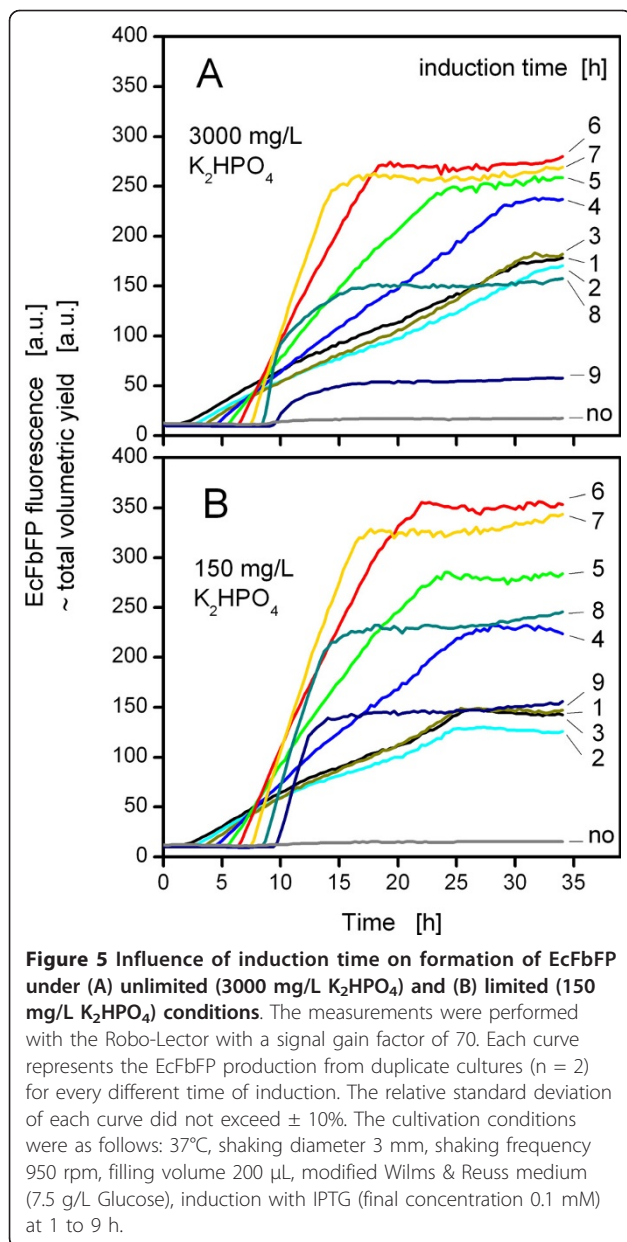 400
350
300
250
200
150
100
50
0
A
3000 mg/L
K₂HPO₄
induction time [h]
6
7
5
4
3
1
2
8
9
no
EcFbFP fluorescence [a.u.]
~ total volumetric yield [a.u.]
400
350
300
250
200
150
100
50
0
B
150 mg/L
K₂HPO₄
6
7
5
8
4
9
1
3
2
no
0 5 10 15 20 25 30 35
Time [h]
Figure 5 Influence of induction time on formation of EcFbFP
under (A) unlimited (3000 mg/L K₂HPO₄) and (B) limited (150
mg/L K₂HPO₄) conditions. The measurements were performed
with the Robo-Lector with a signal gain factor of 70. Each curve
represents the EcFbFP production from duplicate cultures (n = 2)
for every different time of induction. The relative standard deviation
of each curve did not exceed ± 10%. The cultivation conditions
were as follows: 37°C, shaking diameter 3 mm, shaking frequency
950 rpm, filling volume 200 μL, modified Wilms & Reuss medium
(7.5 g/L Glucose), induction with IPTG (final concentration 0.1 mM)
at 1 to 9 h.